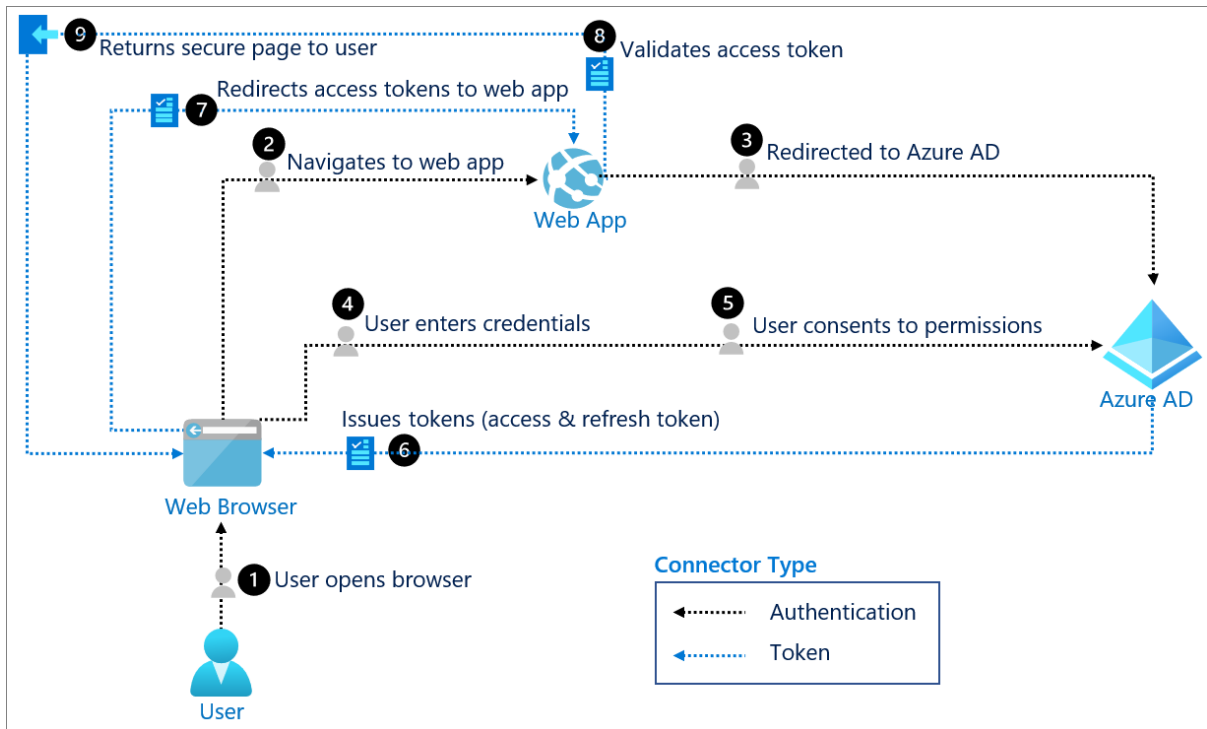 9
Returns secure page to user
8
Validates access token
Redirects access tokens to web app
7
2
Navigates to web app
3
Redirected to Azure AD
Web App
4
User enters credentials
5
User consents to permissions
Azure AD
Issues tokens (access & refresh token)
6
Web Browser
1
User opens browser
User
Connector Type
Authentication
Token